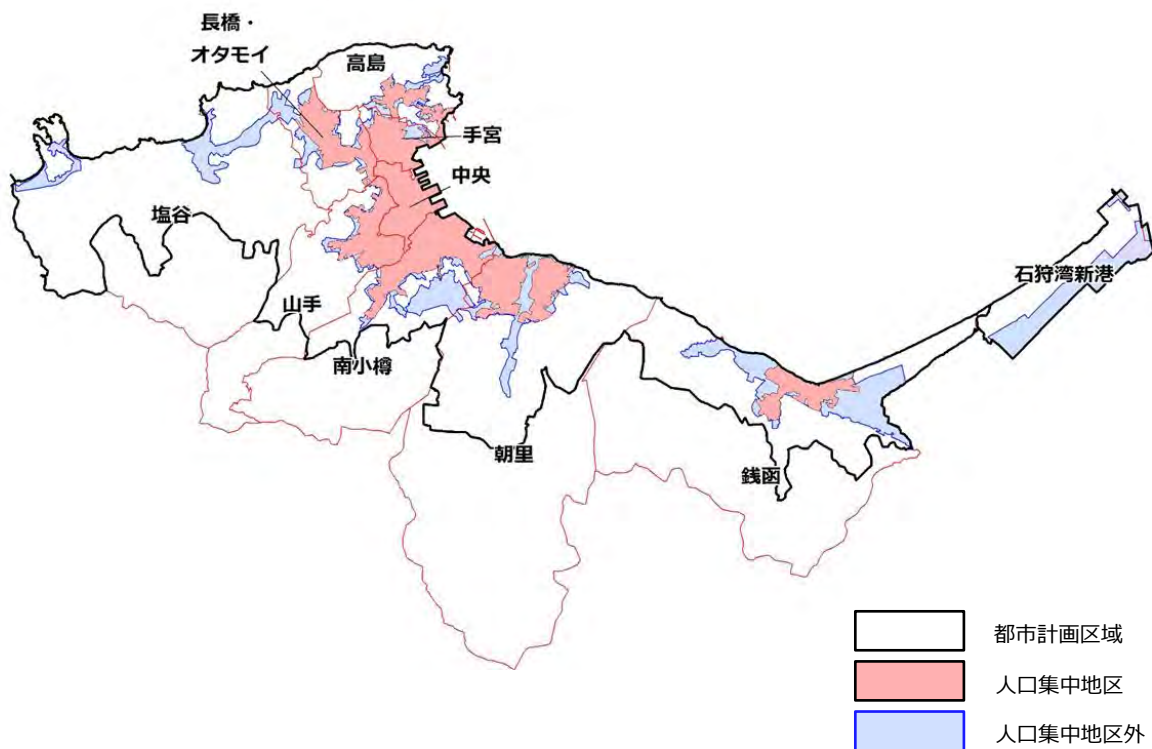 長橋・
オタモイ
高島
手宮
中央
塩谷
石狩湾新港
山手
南小樽
朝里
銭函
都市計画区域
人口集中地区
人口集中地区外